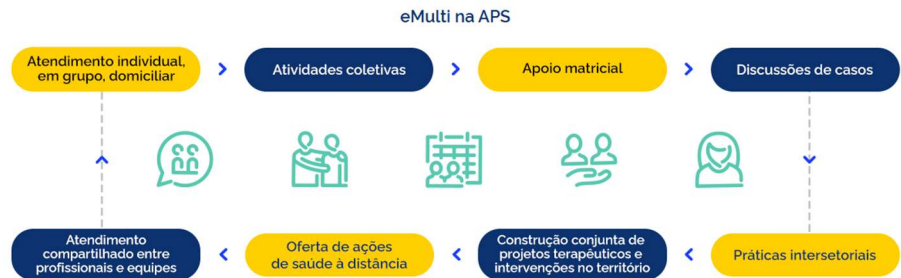 eMulti na APS
Atendimento individual,
em grupo, domiciliar
Atividades coletivas
Apoio matricial
Discussões de casos
Práticas intersetoriais
Construção conjunta de
projetos terapêuticos e
intervenções no território
Oferta de ações
de saúde à distância
Atendimento
compartilhado entre
profissionais e equipes